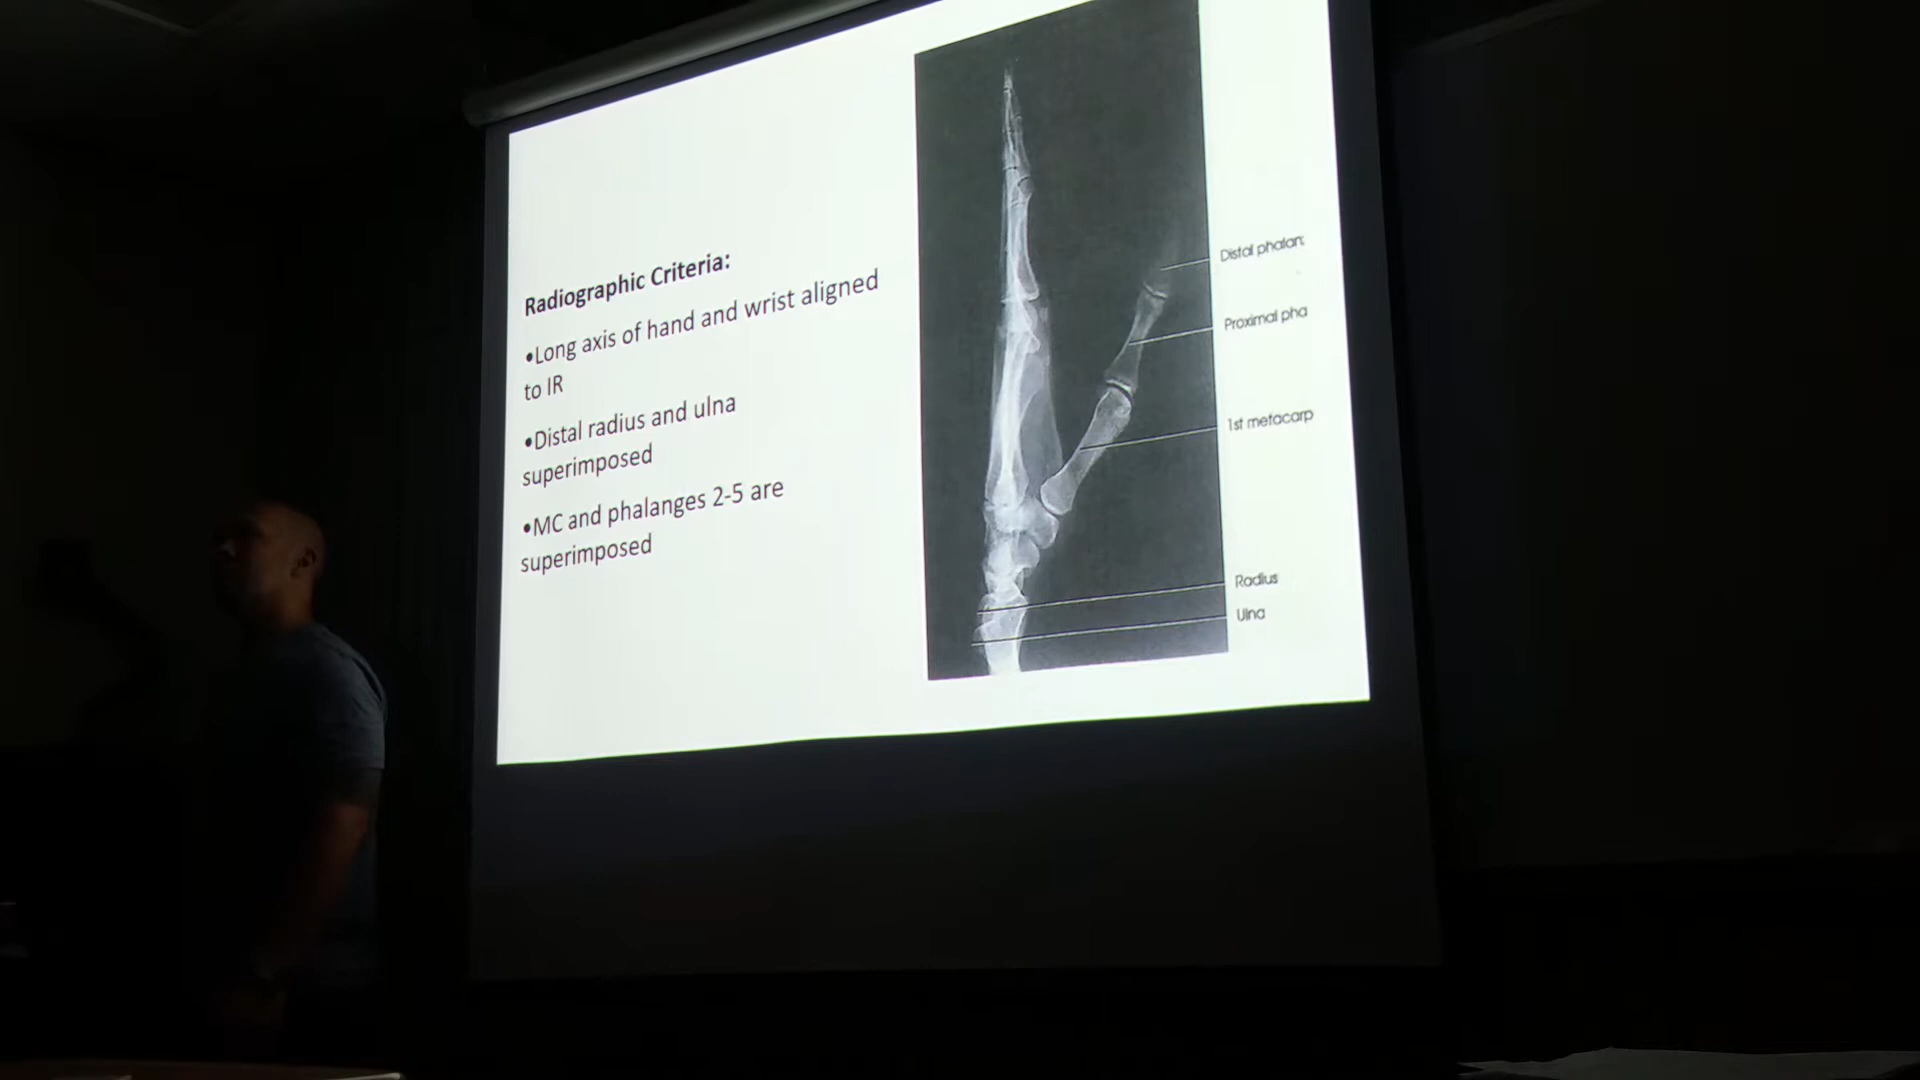 Radiographic Criteria:
•Long axis of hand and wrist aligned
to IR
•Distal radius and ulna
superimposed
•MC and phalanges 2-5 are
superimposed
Distal phalan
Proximal pha
1st metacarp
Radius
Ulna